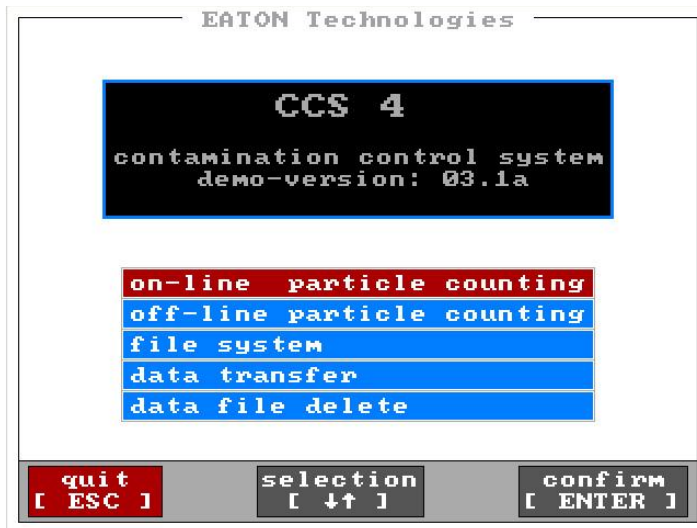 EATON Technologies
CCS 4
contamination control system
demo-version: 03.1a
on-line particle counting
off-line particle counting
file system
data transfer
data file delete
quit selection confirm
[ ESC ] [ ↓↑ ] [ ENTER ]